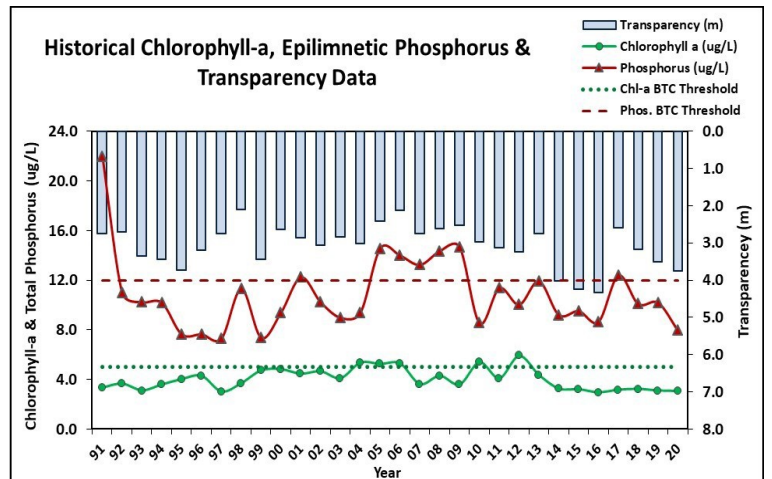 Historical Chlorophyll-a, Epilimnetic Phosphorus &
Transparency Data
Transparency (m)
Chlorophyll a (ug/L)
Phosphorus (ug/L)
Chl-a BTC Threshold
Phos. BTC Threshold
Chlorophyll-a & Total Phosphorus (ug/L)
24.0
20.0
16.0
12.0
8.0
4.0
0.0
0.0
1.0
2.0
3.0
4.0
5.0
6.0
7.0
8.0
Transparencey (m)
91 92 93 94 95 96 97 98 99 00 01 02 03 04 05 06 07 08 09 10 11 12 13 14 15 16 17 18 19 20
Year